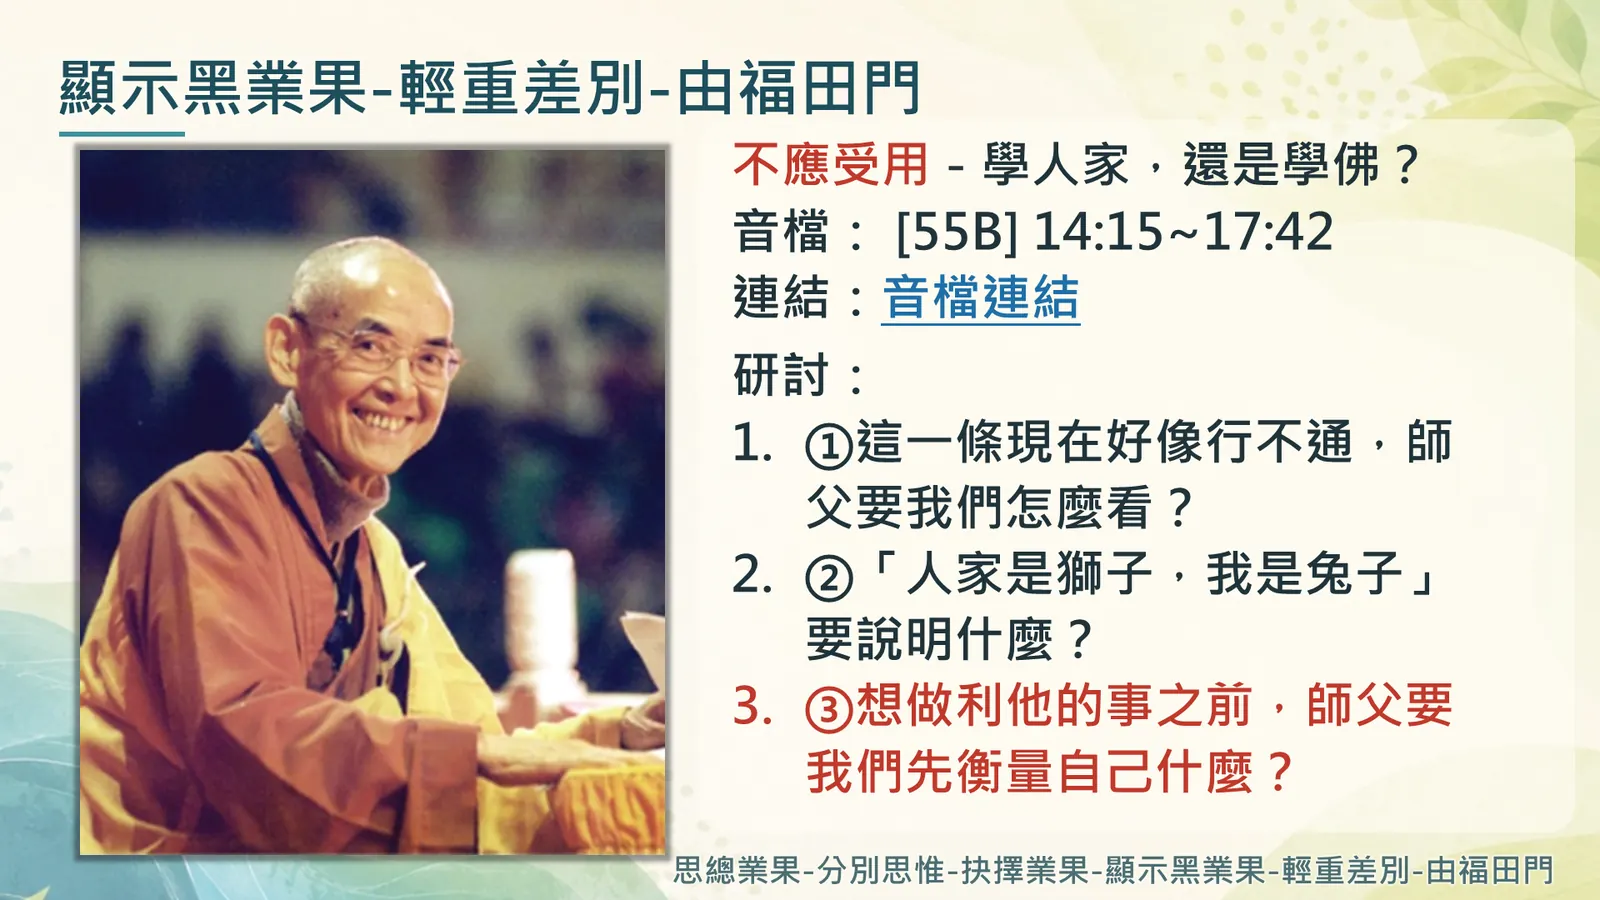 顯示黑業果-輕重差別-由福田門
不應受用 - 學人家，還是學佛？
音檔： [55B] 14:15~17:42
連結：音檔連結
研討：
1. ①這一條現在好像行不通，師
父要我們怎麼看？
2. ②「人家是獅子，我是兔子」
要說明什麼？
3. ③想做利他的事之前，師父要
我們先衡量自己什麼？
思總業果-分別思惟-抉擇業果-顯示黑業果-輕重差別-由福田門